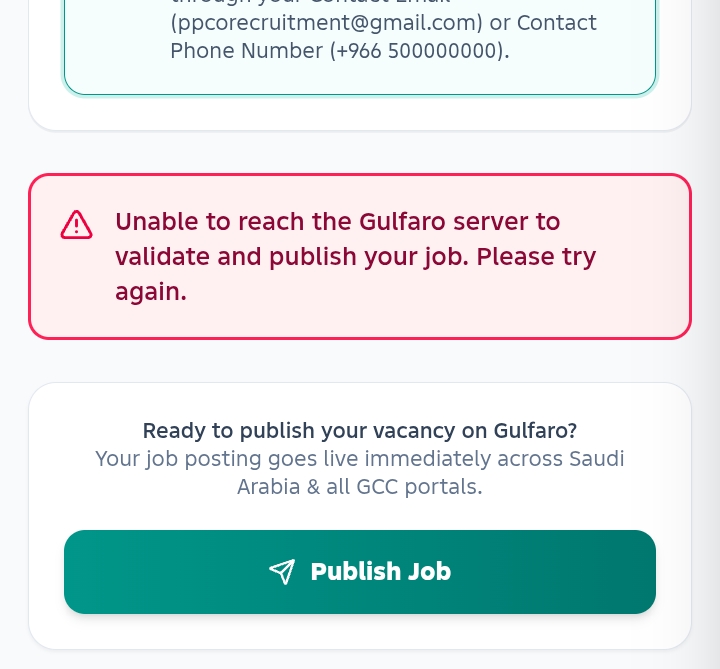 (ppcorecruitment@gmail.com) or Contact
Phone Number (+966 500000000).
Unable to reach the Gulfaro server to
validate and publish your job. Please try
again.
Ready to publish your vacancy on Gulfaro?
Your job posting goes live immediately across Saudi
Arabia & all GCC portals.
Publish Job